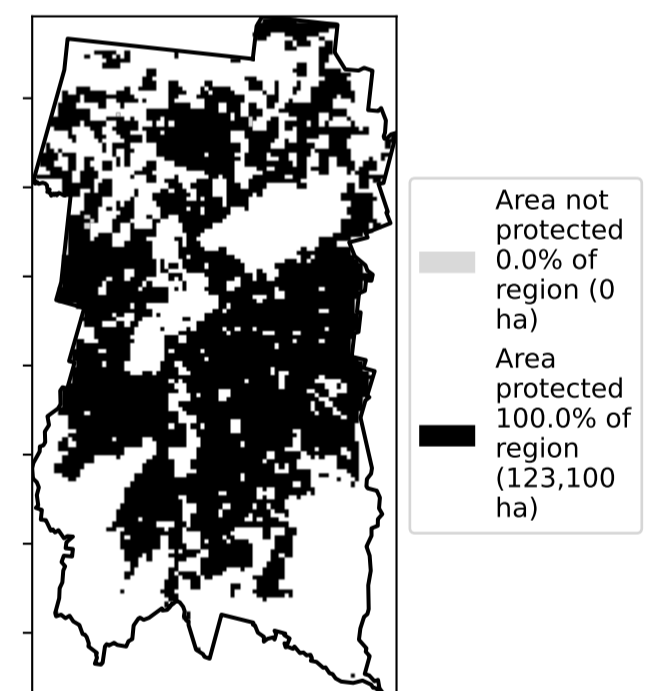 Area not
protected
0.0% of
region (0
ha)
Area
protected
100.0% of
region
(123,100
ha)